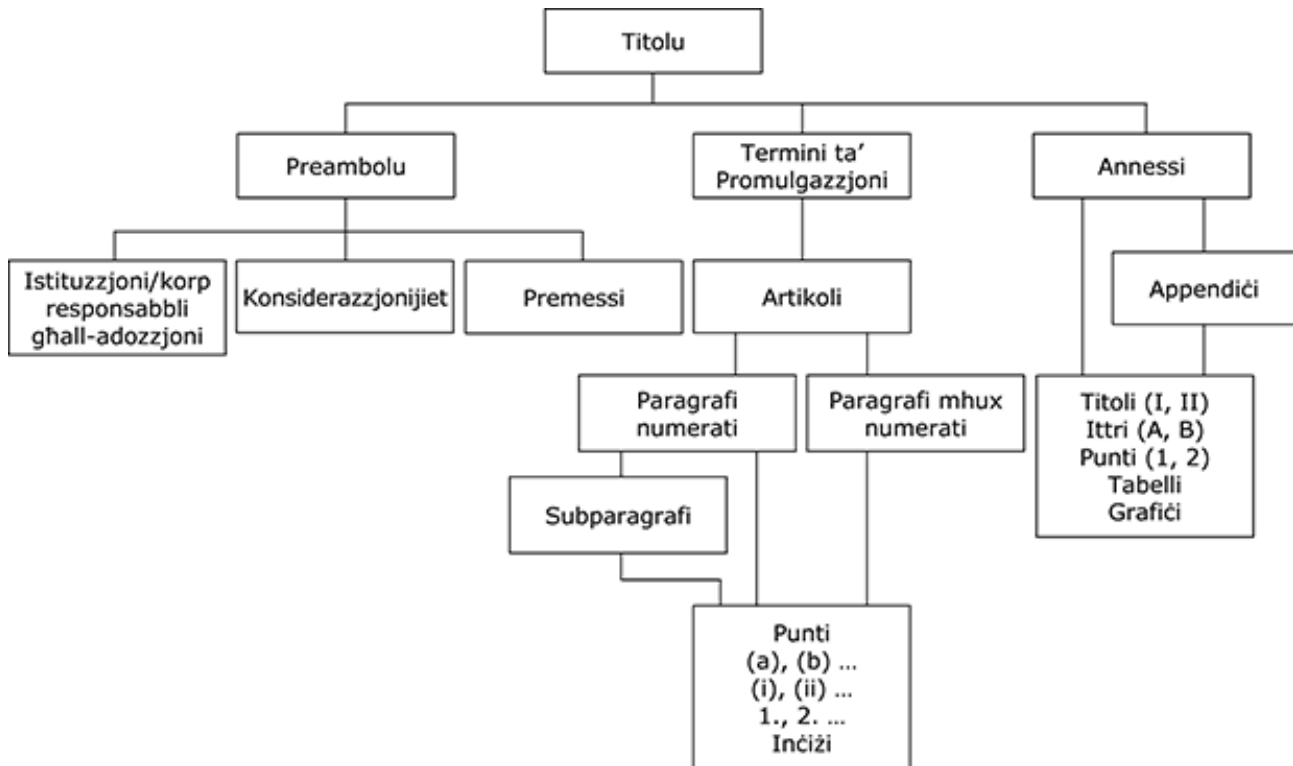 Titolu
Preambolu
Termini ta’
Promulgazzjoni
Annessi
Istituzzjoni/korp
responsabbli
għall-adozzjoni
Konsiderazzjonijiet
Premessi
Artikoli
Appendiċi
Paragrafi
numerati
Paragrafi mhux
numerati
Titoli (I, II)
Ittri (A, B)
Punti (1, 2)
Tabelli
Grafiċi
Subparagrafi
Punti
(a), (b) ...
(i), (ii) ...
1., 2. ...
Inċiżi